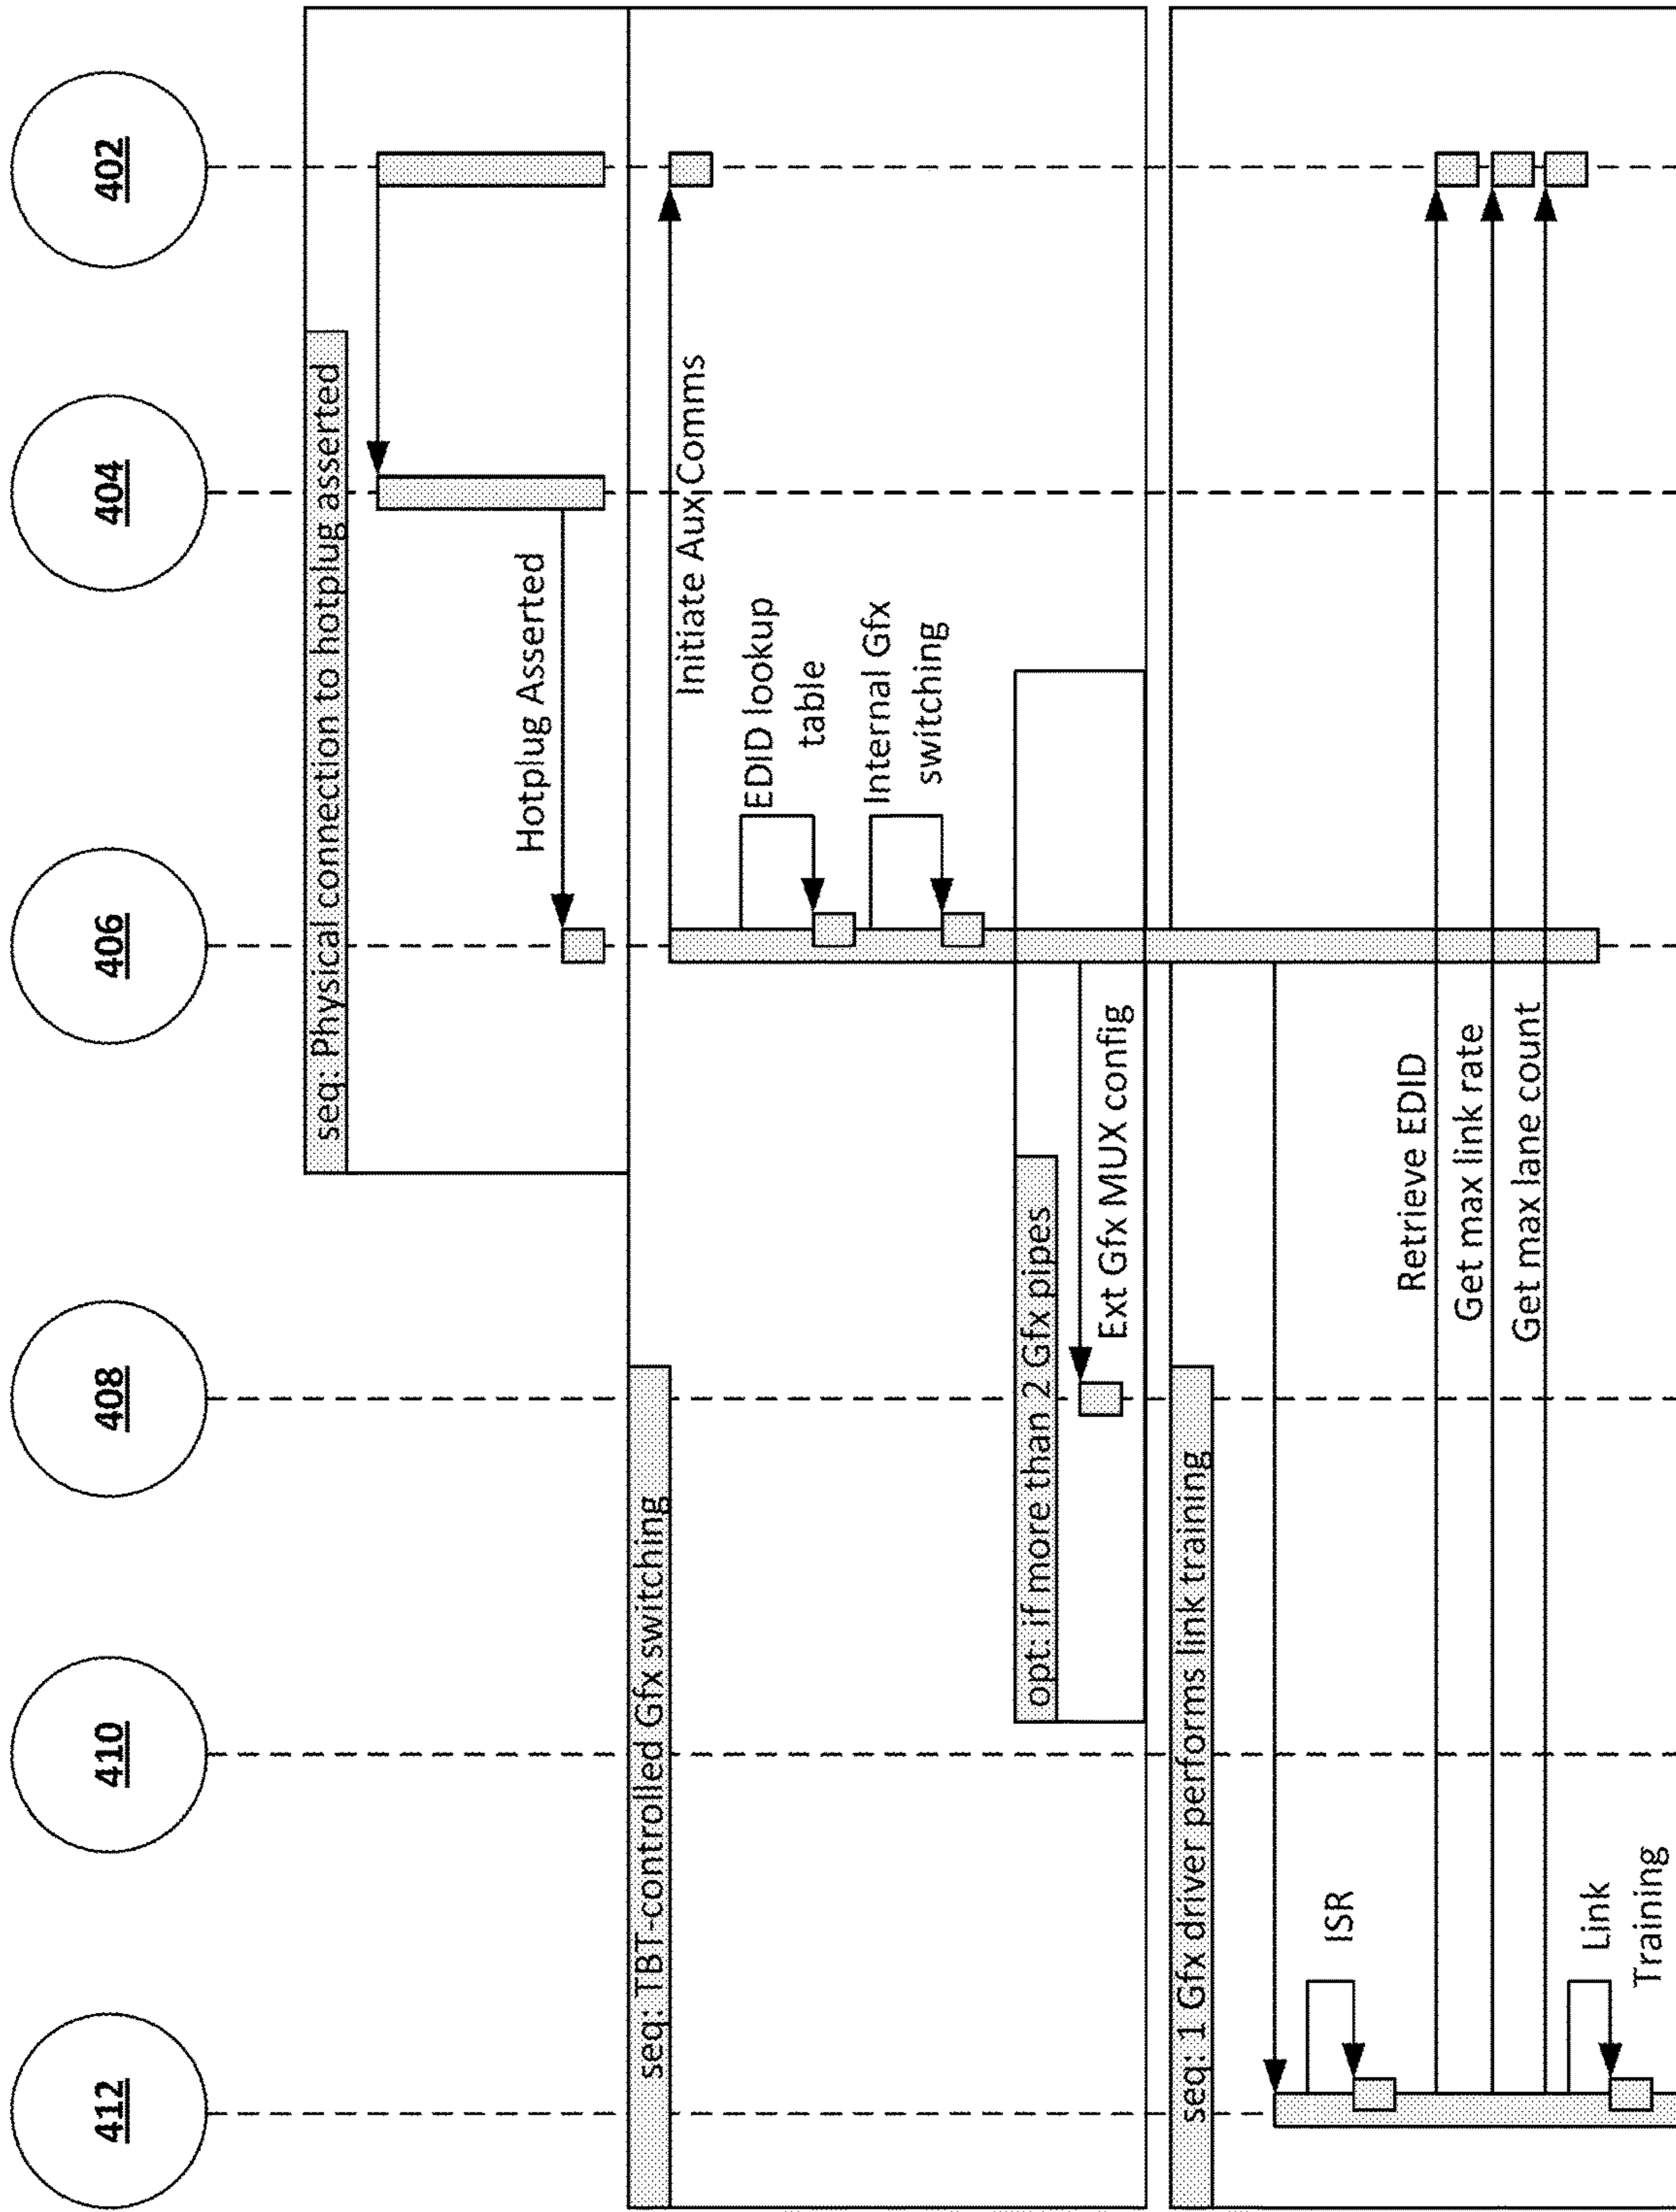 412
410
408
406
404
402
seq: Physical connection to hotplug asserted
Hotplug Asserted
seq: TBT-controlled Gfx switching
Initiate Aux Comms
EDID lookup
table
Internal Gfx
switching
opt: if more than 2 Gfx pipes
Ext Gfx MUX config
seq: 1 Gfx driver performs link training
ISR
Retrieve EDID
Get max link rate
Get max lane count
Link
Training